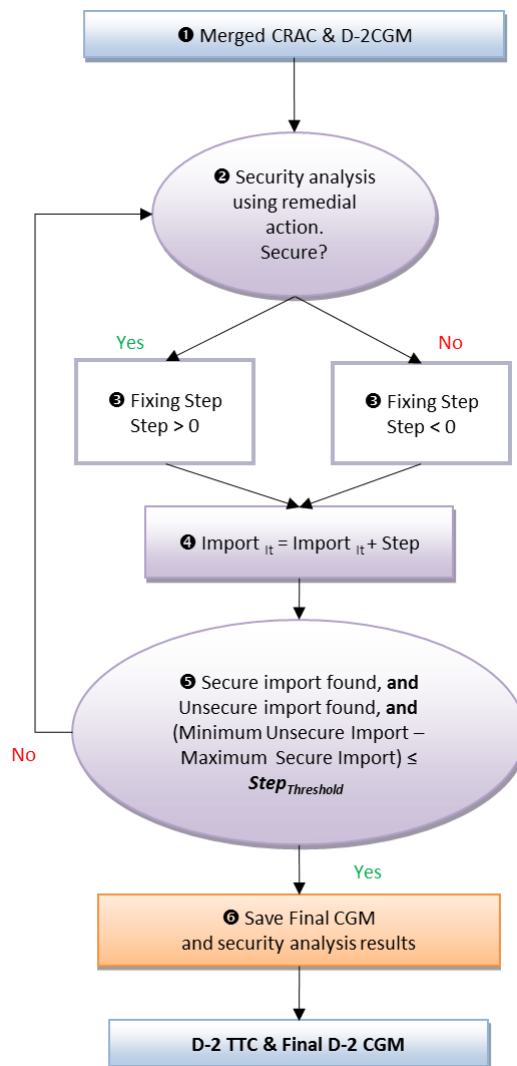 ❶ Merged CRAC & D-2CGM
❷ Security analysis
using remedial
action.
Secure?
Yes
No
❸ Fixing Step
Step > 0
❸ Fixing Step
Step < 0
❹ Import It = Import It + Step
❺ Secure import found, and
Unsecure import found, and
(Minimum Unsecure Import –
Maximum Secure Import) ≤
StepThreshold
No
Yes
❻ Save Final CGM
and security analysis results
D-2 TTC & Final D-2 CGM